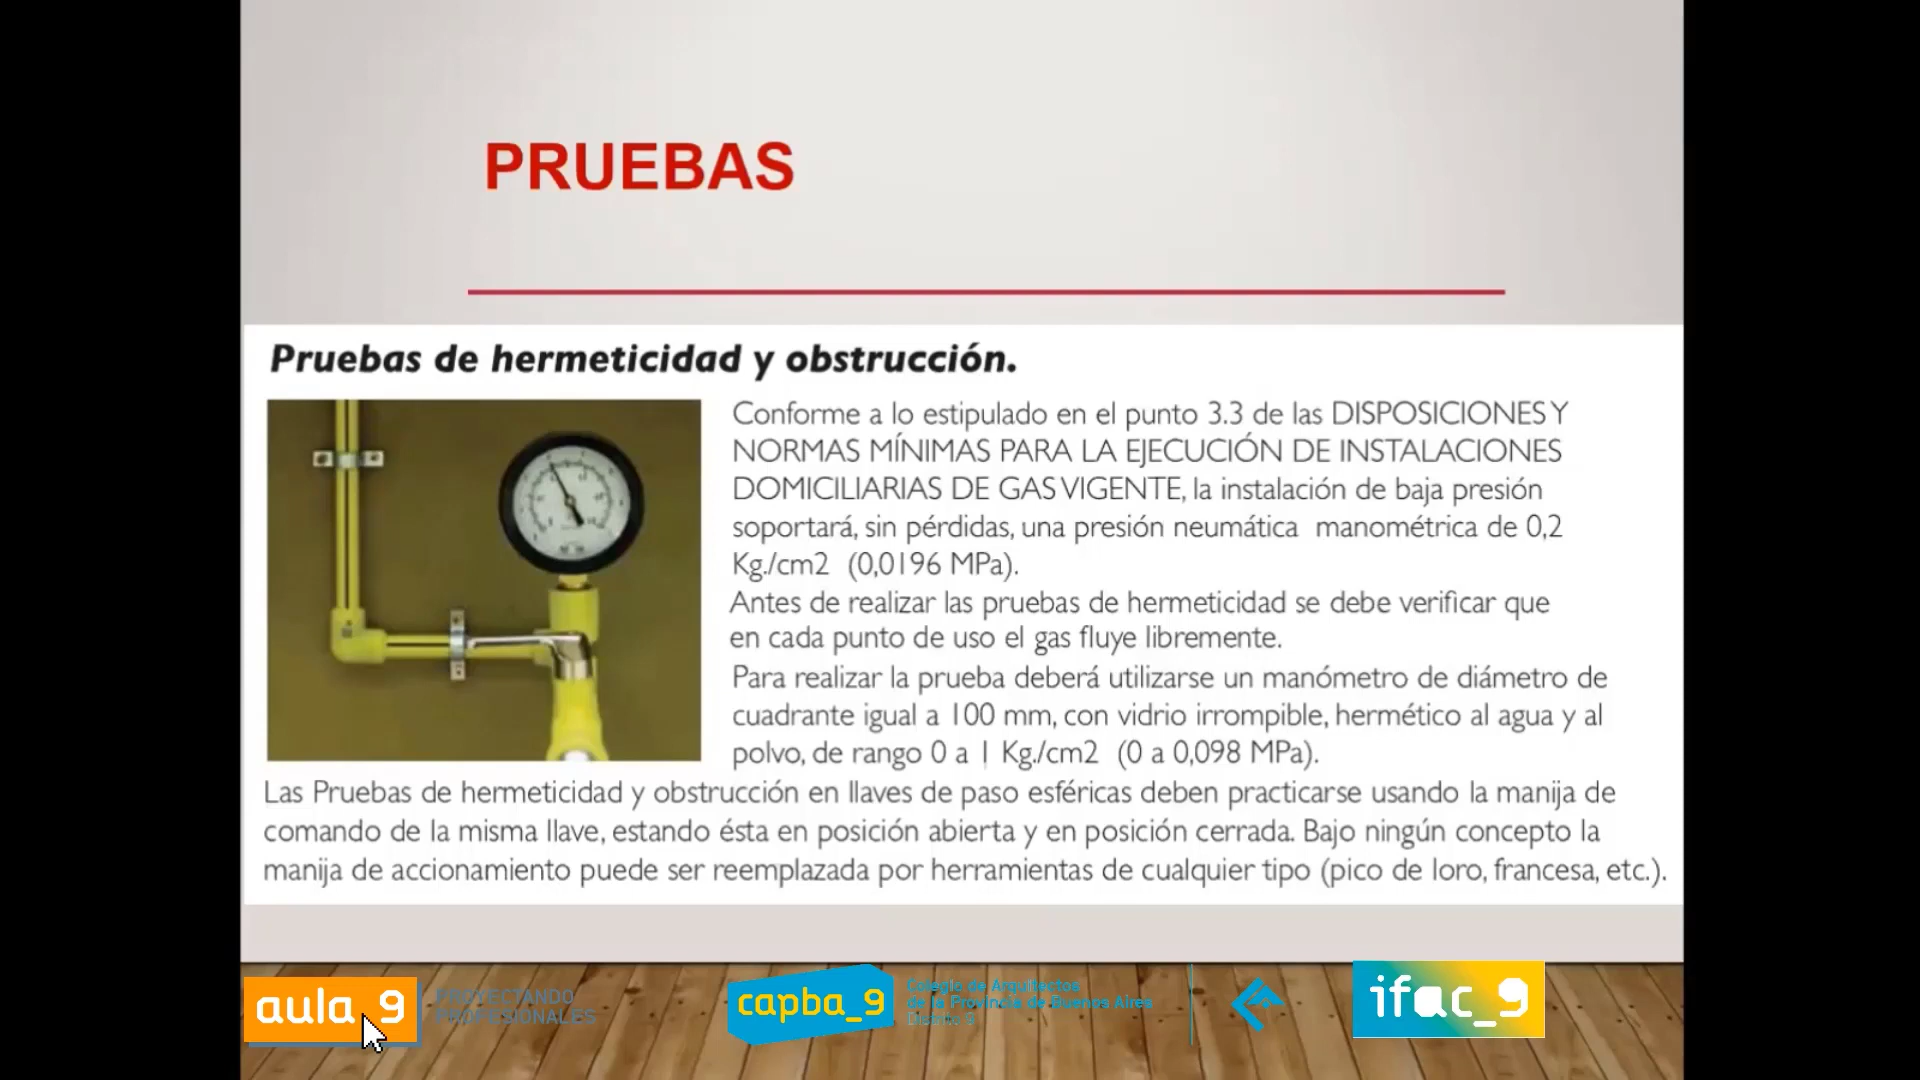 PRUEBAS
Pruebas de hermeticidad y obstrucción.
Conforme a lo estipulado en el punto 3.3 de las DISPOSICIONES Y
NORMAS MÍNIMAS PARA LA EJECUCIÓN DE INSTALACIONES
DOMICILIARIAS DE GAS VIGENTE, la instalación de baja presión
soportará, sin pérdidas, una presión neumática manométrica de 0,2
Kg./cm2 (0,0196 MPa).
Antes de realizar las pruebas de hermeticidad se debe verificar que
en cada punto de uso el gas fluye libremente.
Para realizar la prueba deberá utilizarse un manómetro de diámetro de
cuadrante igual a 100 mm, con vidrio irrompible, hermético al agua y al
polvo, de rango 0 a 1 Kg./cm2 (0 a 0,098 MPa).
Las Pruebas de hermeticidad y obstrucción en llaves de paso esféricas deben practicarse usando la manija de
comando de la misma llave, estando ésta en posición abierta y en posición cerrada. Bajo ningún concepto la
manija de accionamiento puede ser reemplazada por herramientas de cualquier tipo (pico de loro, francesa, etc.).
aula_9
PROYECTANDO
PROFESIONALES
capba_9
Colegio de Arquitectos
de la Provincia de Buenos Aires
Distrito 9
ifac_9